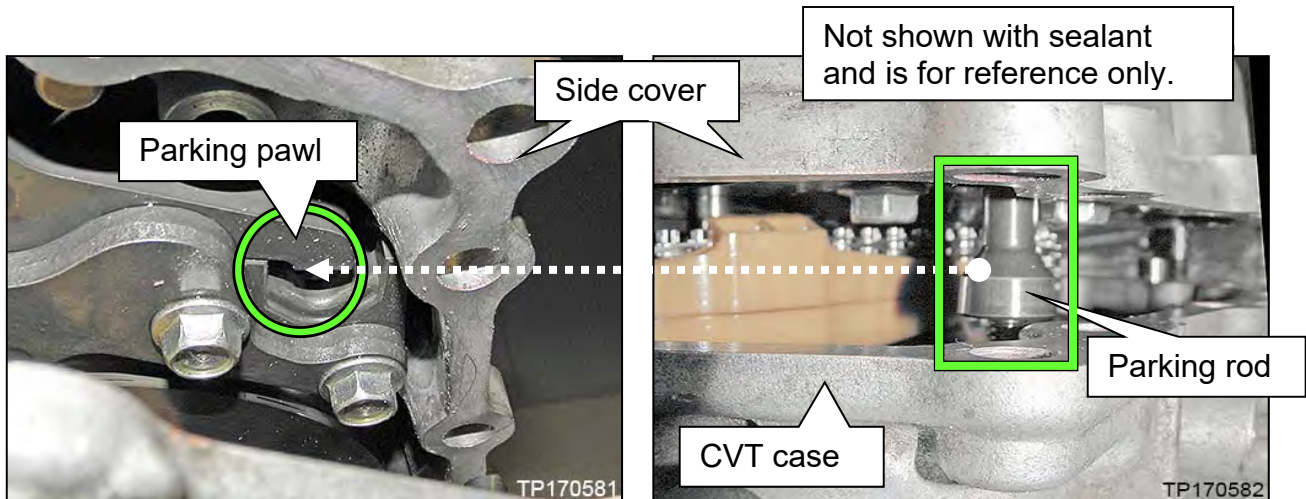 Not shown with sealant
and is for reference only.
Side cover
Parking pawl
Parking rod
CVT case
TP170581
TP170582